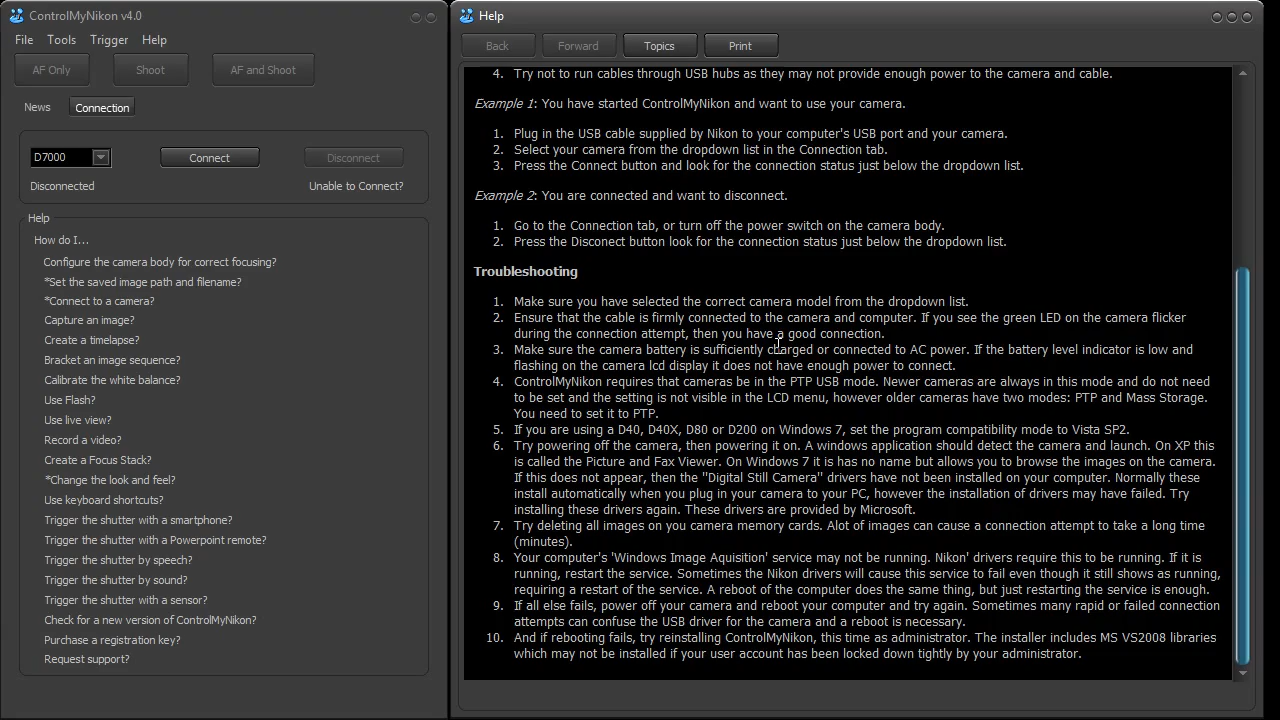 ControlMyNikon v4.0
File Tools Trigger Help
AF Only Shoot AF and Shoot
News Connection
D7000 Connect Disconnect
Disconnected Unable to Connect?
Help
How do I...
Configure the camera body for correct focusing?
*Set the saved image path and filename?
*Connect to a camera?
Capture an image?
Create a timelapse?
Bracket an image sequence?
Calibrate the white balance?
Use Flash?
Use live view?
Record a video?
Create a Focus Stack?
*Change the look and feel?
Use keyboard shortcuts?
Trigger the shutter with a smartphone?
Trigger the shutter with a Powerpoint remote?
Trigger the shutter by speech?
Trigger the shutter by sound?
Trigger the shutter with a sensor?
Check for a new version of ControlMyNikon?
Purchase a registration key?
Request support?
Help
Back Forward Topics Print
4. Try not to run cables through USB hubs as they may not provide enough power to the camera and cable.
Example 1: You have started ControlMyNikon and want to use your camera.
1. Plug in the USB cable supplied by Nikon to your computer's USB port and your camera.
2. Select your camera from the dropdown list in the Connection tab.
3. Press the Connect button and look for the connection status just below the dropdown list.
Example 2: You are connected and want to disconnect.
1. Go to the Connection tab, or turn off the power switch on the camera body.
2. Press the Disconect button look for the connection status just below the dropdown list.
Troubleshooting
1. Make sure you have selected the correct camera model from the dropdown list.
2. Ensure that the cable is firmly connected to the camera and computer. If you see the green LED on the camera flicker
during the connection attempt, then you have a good connection.
3. Make sure the camera battery is sufficiently charged or connected to AC power. If the battery level indicator is low and
flashing on the camera lcd display it does not have enough power to connect.
4. ControlMyNikon requires that cameras be in the PTP USB mode. Newer cameras are always in this mode and do not need
to be set and the setting is not visible in the LCD menu, however older cameras have two modes: PTP and Mass Storage.
You need to set it to PTP.
5. If you are using a D40, D40X, D80 or D200 on Windows 7, set the program compatibility mode to Vista SP2.
6. Try powering off the camera, then powering it on. A windows application should detect the camera and launch. On XP this
is called the Picture and Fax Viewer. On Windows 7 it is has no name but allows you to browse the images on the camera.
If this does not appear, then the "Digital Still Camera" drivers have not been installed on your computer. Normally these
install automatically when you plug in your camera to your PC, however the installation of drivers may have failed. Try
installing these drivers again. These drivers are provided by Microsoft.
7. Try deleting all images on you camera memory cards. Alot of images can cause a connection attempt to take a long time
(minutes).
8. Your computer's 'Windows Image Aquisition' service may not be running. Nikon' drivers require this to be running. If it is
running, restart the service. Sometimes the Nikon drivers will cause this service to fail even though it still shows as running,
requiring a restart of the service. A reboot of the computer does the same thing, but just restarting the service is enough.
9. If all else fails, power off your camera and reboot your computer and try again. Sometimes many rapid or failed connection
attempts can confuse the USB driver for the camera and a reboot is necessary.
10. And if rebooting fails, try reinstalling ControlMyNikon, this time as administrator. The installer includes MS VS2008 libraries
which may not be installed if your user account has been locked down tightly by your administrator.